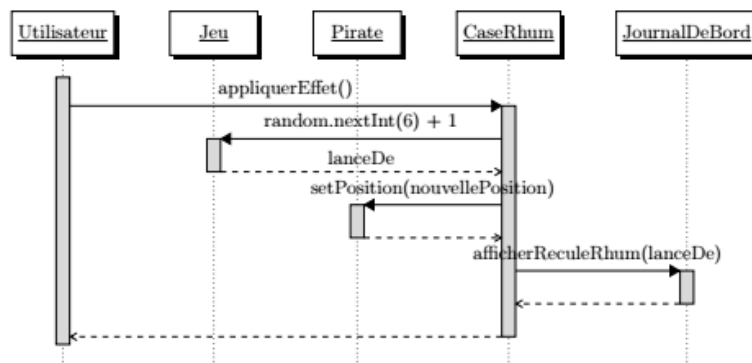 Utilisateur
Jeu
Pirate
CaseRhum
JournalDeBord
appliquerEffet()
random.nextInt(6) + 1
lanceDe
setPosition(nouvellePosition)
afficherReculeRhum(lanceDe)